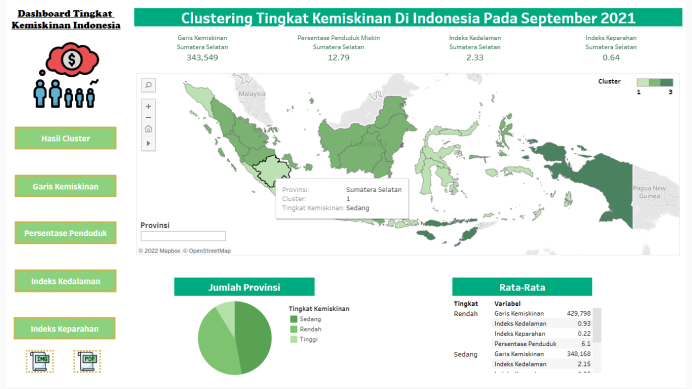 Dashboard Tingkat
Kemiskinan Indonesia
Clustering Tingkat Kemiskinan Di Indonesia Pada September 2021
Garis Kemiskinan
Sumatera Selatan
343,549
Persentase Penduduk Miskin
Sumatera Selatan
12.79
Indeks Kedalaman
Sumatera Selatan
2.33
Indeks Keparahan
Sumatera Selatan
0.64
Hasil Cluster
Garis Kemiskinan
Persentase Penduduk
Indeks Kedalaman
Indeks Keparahan
IMG
PDF
Malaysia
Papua New
Guinea
Cluster
1 3
Provinsi: Sumatera Selatan
Cluster: 1
Tingkat Kemiskinan: Sedang
Provinsi
© 2022 Mapbox © OpenStreetMap
Jumlah Provinsi
Tingkat Kemiskinan
Sedang
Rendah
Tinggi
Rata-Rata
Tingkat Variabel
Rendah Garis Kemiskinan 429,798
Indeks Kedalaman 0.93
Indeks Keparahan 0.22
Persentase Penduduk 6.1
Sedang Garis Kemiskinan 348,168
Indeks Kedalaman 2.15